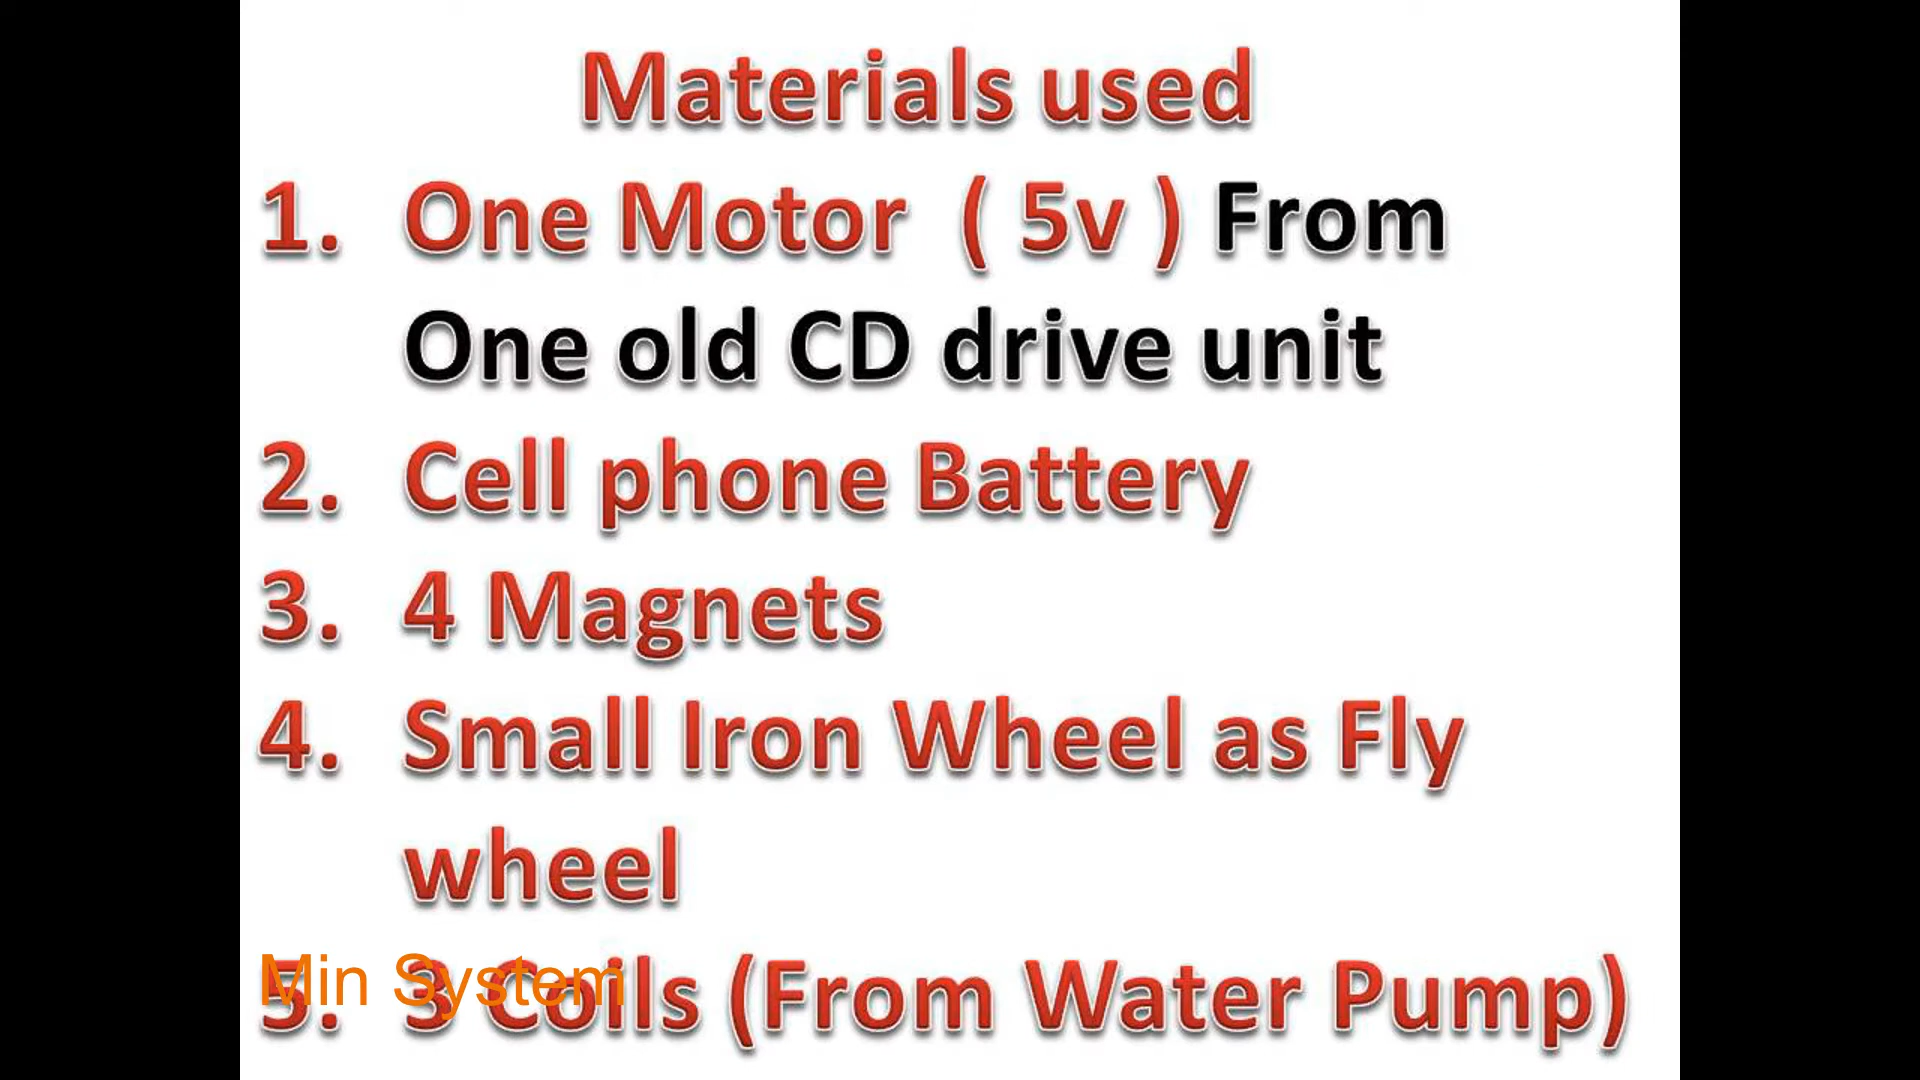 Materials used
1. One Motor ( 5v ) From
One old CD drive unit
2. Cell phone Battery
3. 4 Magnets
4. Small Iron Wheel as Fly
wheel
5. 3 Coils (From Water Pump)
Min System